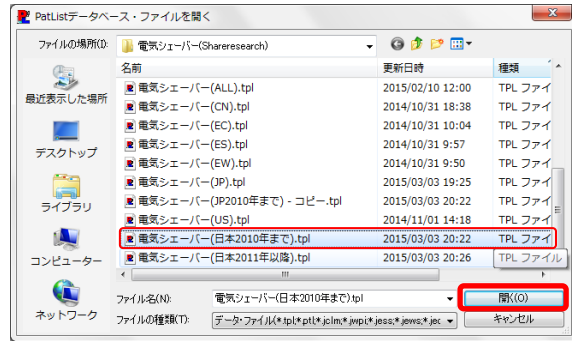 PatListデータベース・ファイルを開く
ファイルの場所(I):
電気シェーバー(Shareresearch)
名前
更新日時
種類
電気シェーバー(ALL).tpl
2015/02/10 12:00
TPL ファイ
電気シェーバー(CN).tpl
2014/10/31 18:38
TPL ファイ
電気シェーバー(EC).tpl
2014/10/31 10:04
TPL ファイ
電気シェーバー(ES).tpl
2014/10/31 9:57
TPL ファイ
電気シェーバー(EW).tpl
2014/10/31 9:50
TPL ファイ
電気シェーバー(JP).tpl
2015/03/03 19:25
TPL ファイ
電気シェーバー(JP2010年まで) - コピー.tpl
2015/03/03 20:22
TPL ファイ
電気シェーバー(US).tpl
2014/11/01 14:18
TPL ファイ
電気シェーバー(日本2010年まで).tpl
2015/03/03 20:22
TPL ファイ
電気シェーバー(日本2011年以降).tpl
2015/03/03 20:26
TPL ファイル
最近表示した場所
デスクトップ
ライブラリ
コンピューター
ネットワーク
ファイル名(N):
電気シェーバー(日本2010年まで).tpl
開く(O)
ファイルの種類(T):
データ・ファイル(*.tpl;*.ptl;*.jclm;*.jwpi;*.jess;*.jews;*.jec
キャンセル